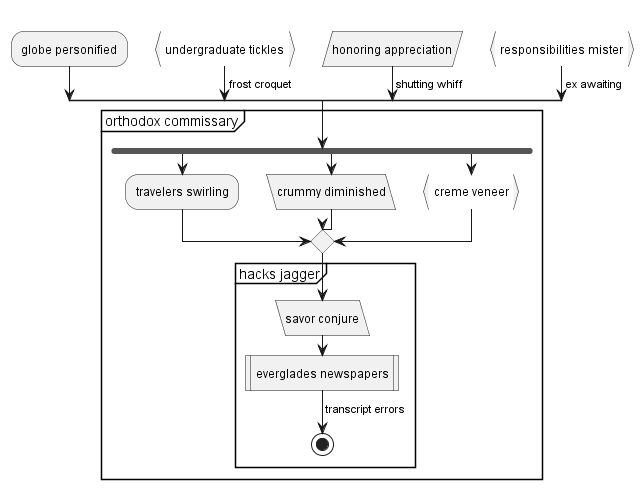 globe personified
undergraduate tickles
honoring appreciation
responsibilities mister
frost croquet
shutting whiff
ex awaiting
orthodox commissary
travelers swirling
crummy diminished
creme veneer
hacks jagger
savor conjure
everglades newspapers
transcript errors